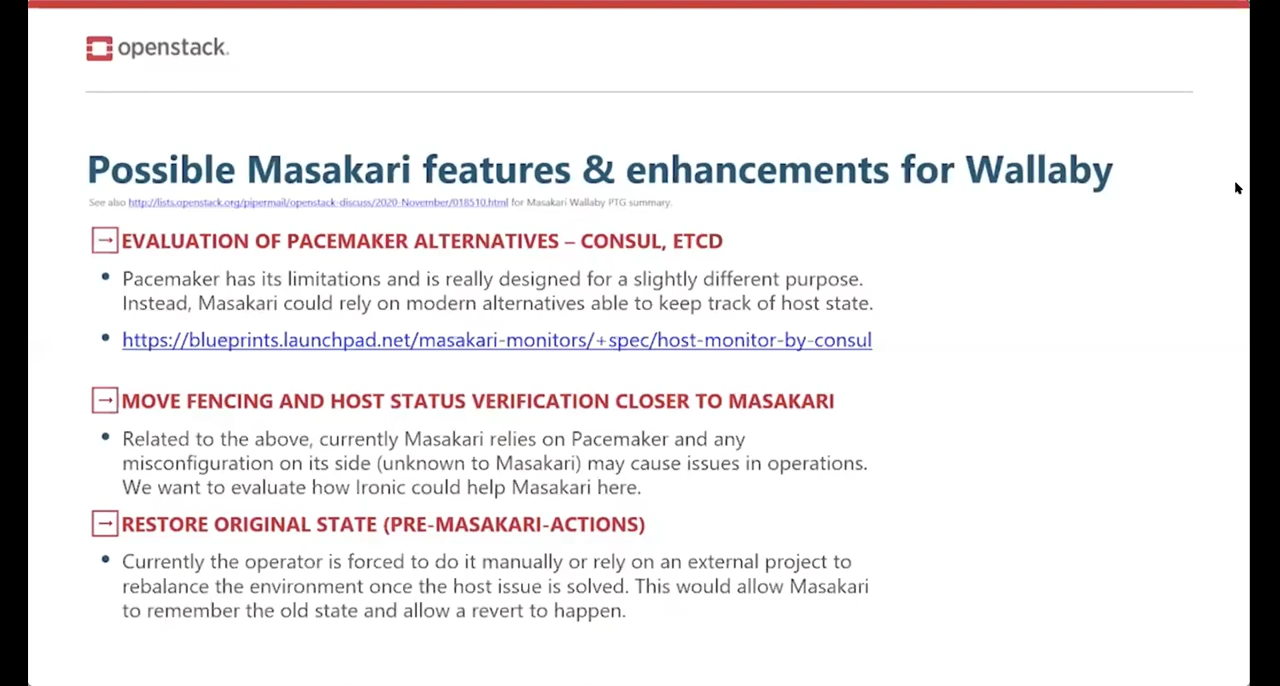 openstack.
Possible Masakari features & enhancements for Wallaby
See also http://lists.openstack.org/pipermail/openstack-discuss/2020-November/018510.html for Masakari Wallaby PTG summary.
→ EVALUATION OF PACEMAKER ALTERNATIVES – CONSUL, ETCD
• Pacemaker has its limitations and is really designed for a slightly different purpose.
Instead, Masakari could rely on modern alternatives able to keep track of host state.
• https://blueprints.launchpad.net/masakari-monitors/+spec/host-monitor-by-consul
→ MOVE FENCING AND HOST STATUS VERIFICATION CLOSER TO MASAKARI
• Related to the above, currently Masakari relies on Pacemaker and any
misconfiguration on its side (unknown to Masakari) may cause issues in operations.
We want to evaluate how Ironic could help Masakari here.
→ RESTORE ORIGINAL STATE (PRE-MASAKARI-ACTIONS)
• Currently the operator is forced to do it manually or rely on an external project to
rebalance the environment once the host issue is solved. This would allow Masakari
to remember the old state and allow a revert to happen.